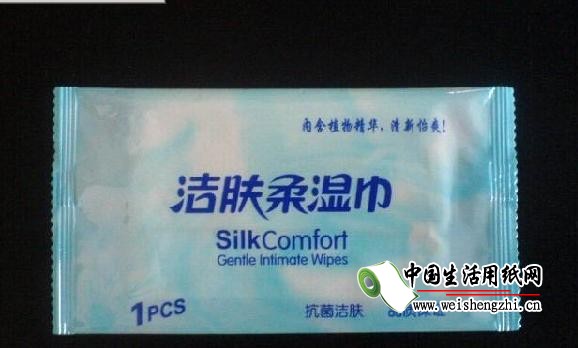 内含植物精华，清新怡爽！
洁肤柔湿巾
SilkComfort
Gentle Intimate Wipes
1PCS
抗菌洁肤
中国生活用纸网
www.weishengzhi.cn